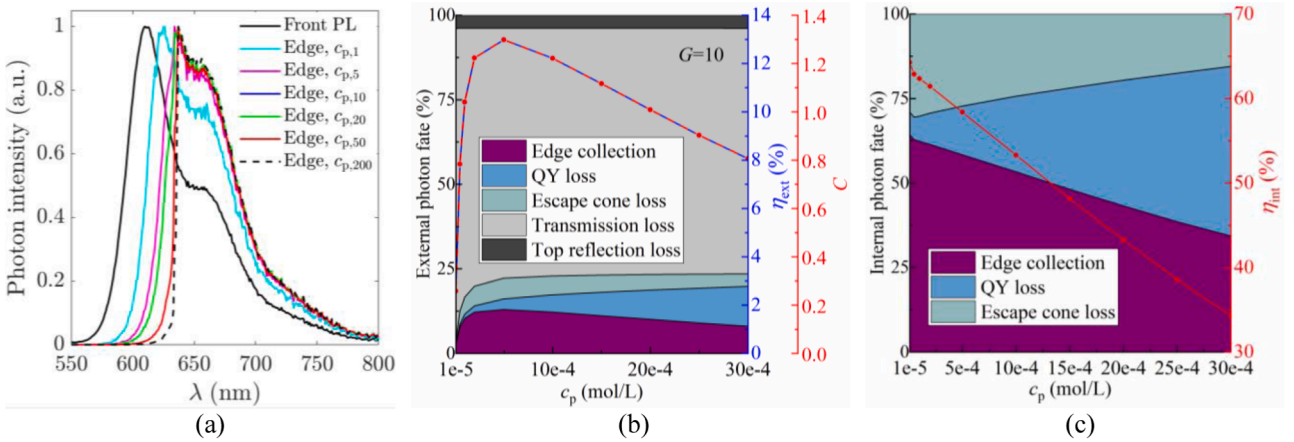 Photon intensity (a.u.)
1
0.8
0.6
0.4
0.2
0
550 600 650 700 750 800
λ (nm)
Front PL
Edge, cp,1
Edge, cp,5
Edge, cp,10
Edge, cp,20
Edge, cp,50
Edge, cp,200
(a)
External photon fate (%)
100
75
50
25
0
1e-5 10e-4 20e-4 30e-4
cp (mol/L)
G=10
Edge collection
QY loss
Escape cone loss
Transmission loss
Top reflection loss
14
12
10
8
6
4
2
0
ηext (%)
1.4
1.2
1.0
0.8
0.6
0.4
0.2
0.0
C
(b)
Internal photon fate (%)
100
75
50
25
0
1e-5 5e-4 10e-4 15e-4 20e-4 25e-4 30e-4
cp (mol/L)
Edge collection
QY loss
Escape cone loss
70
60
50
40
30
ηint (%)
(c)